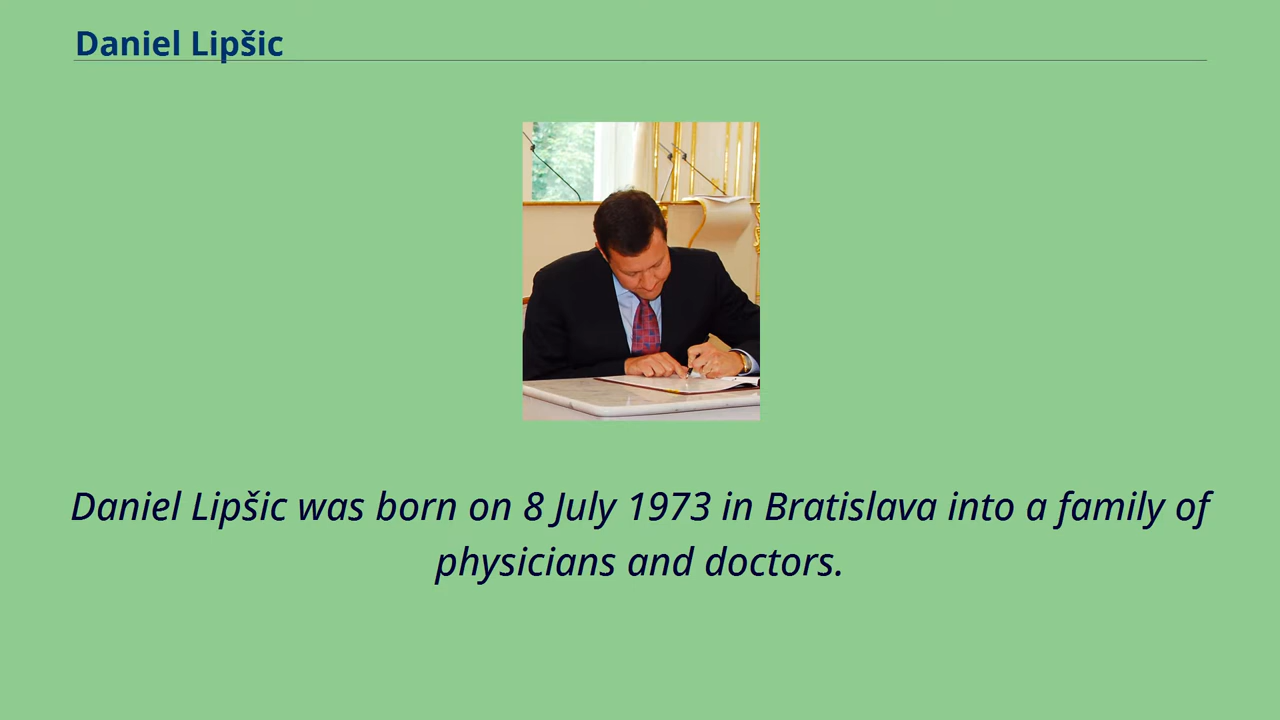 Daniel Lipšic
Daniel Lipšic was born on 8 July 1973 in Bratislava into a family of
physicians and doctors.